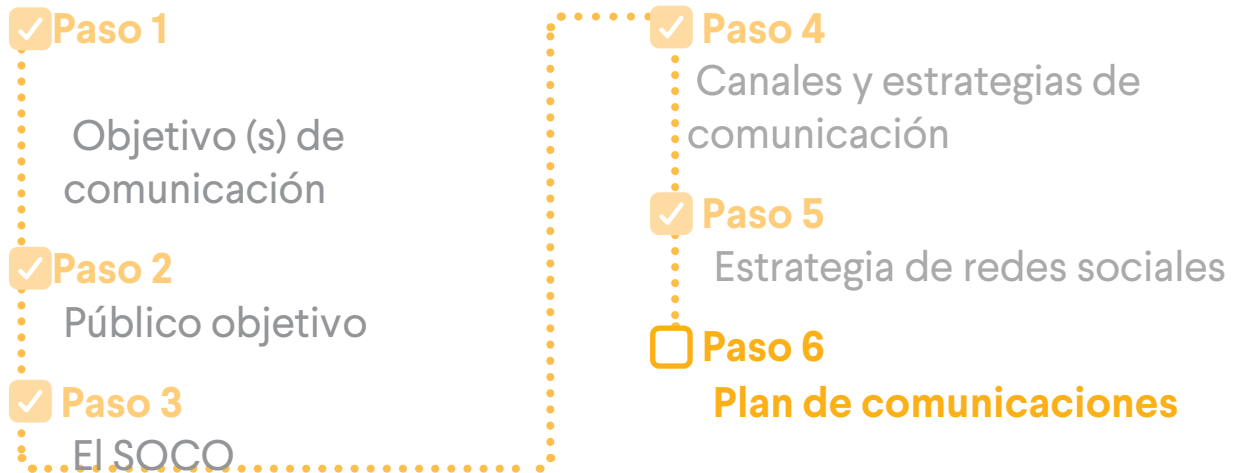 Paso 1
Objetivo (s) de
comunicación
Paso 2
Público objetivo
Paso 3
El SOCO
Paso 4
Canales y estrategias de
comunicación
Paso 5
Estrategia de redes sociales
Paso 6
Plan de comunicaciones